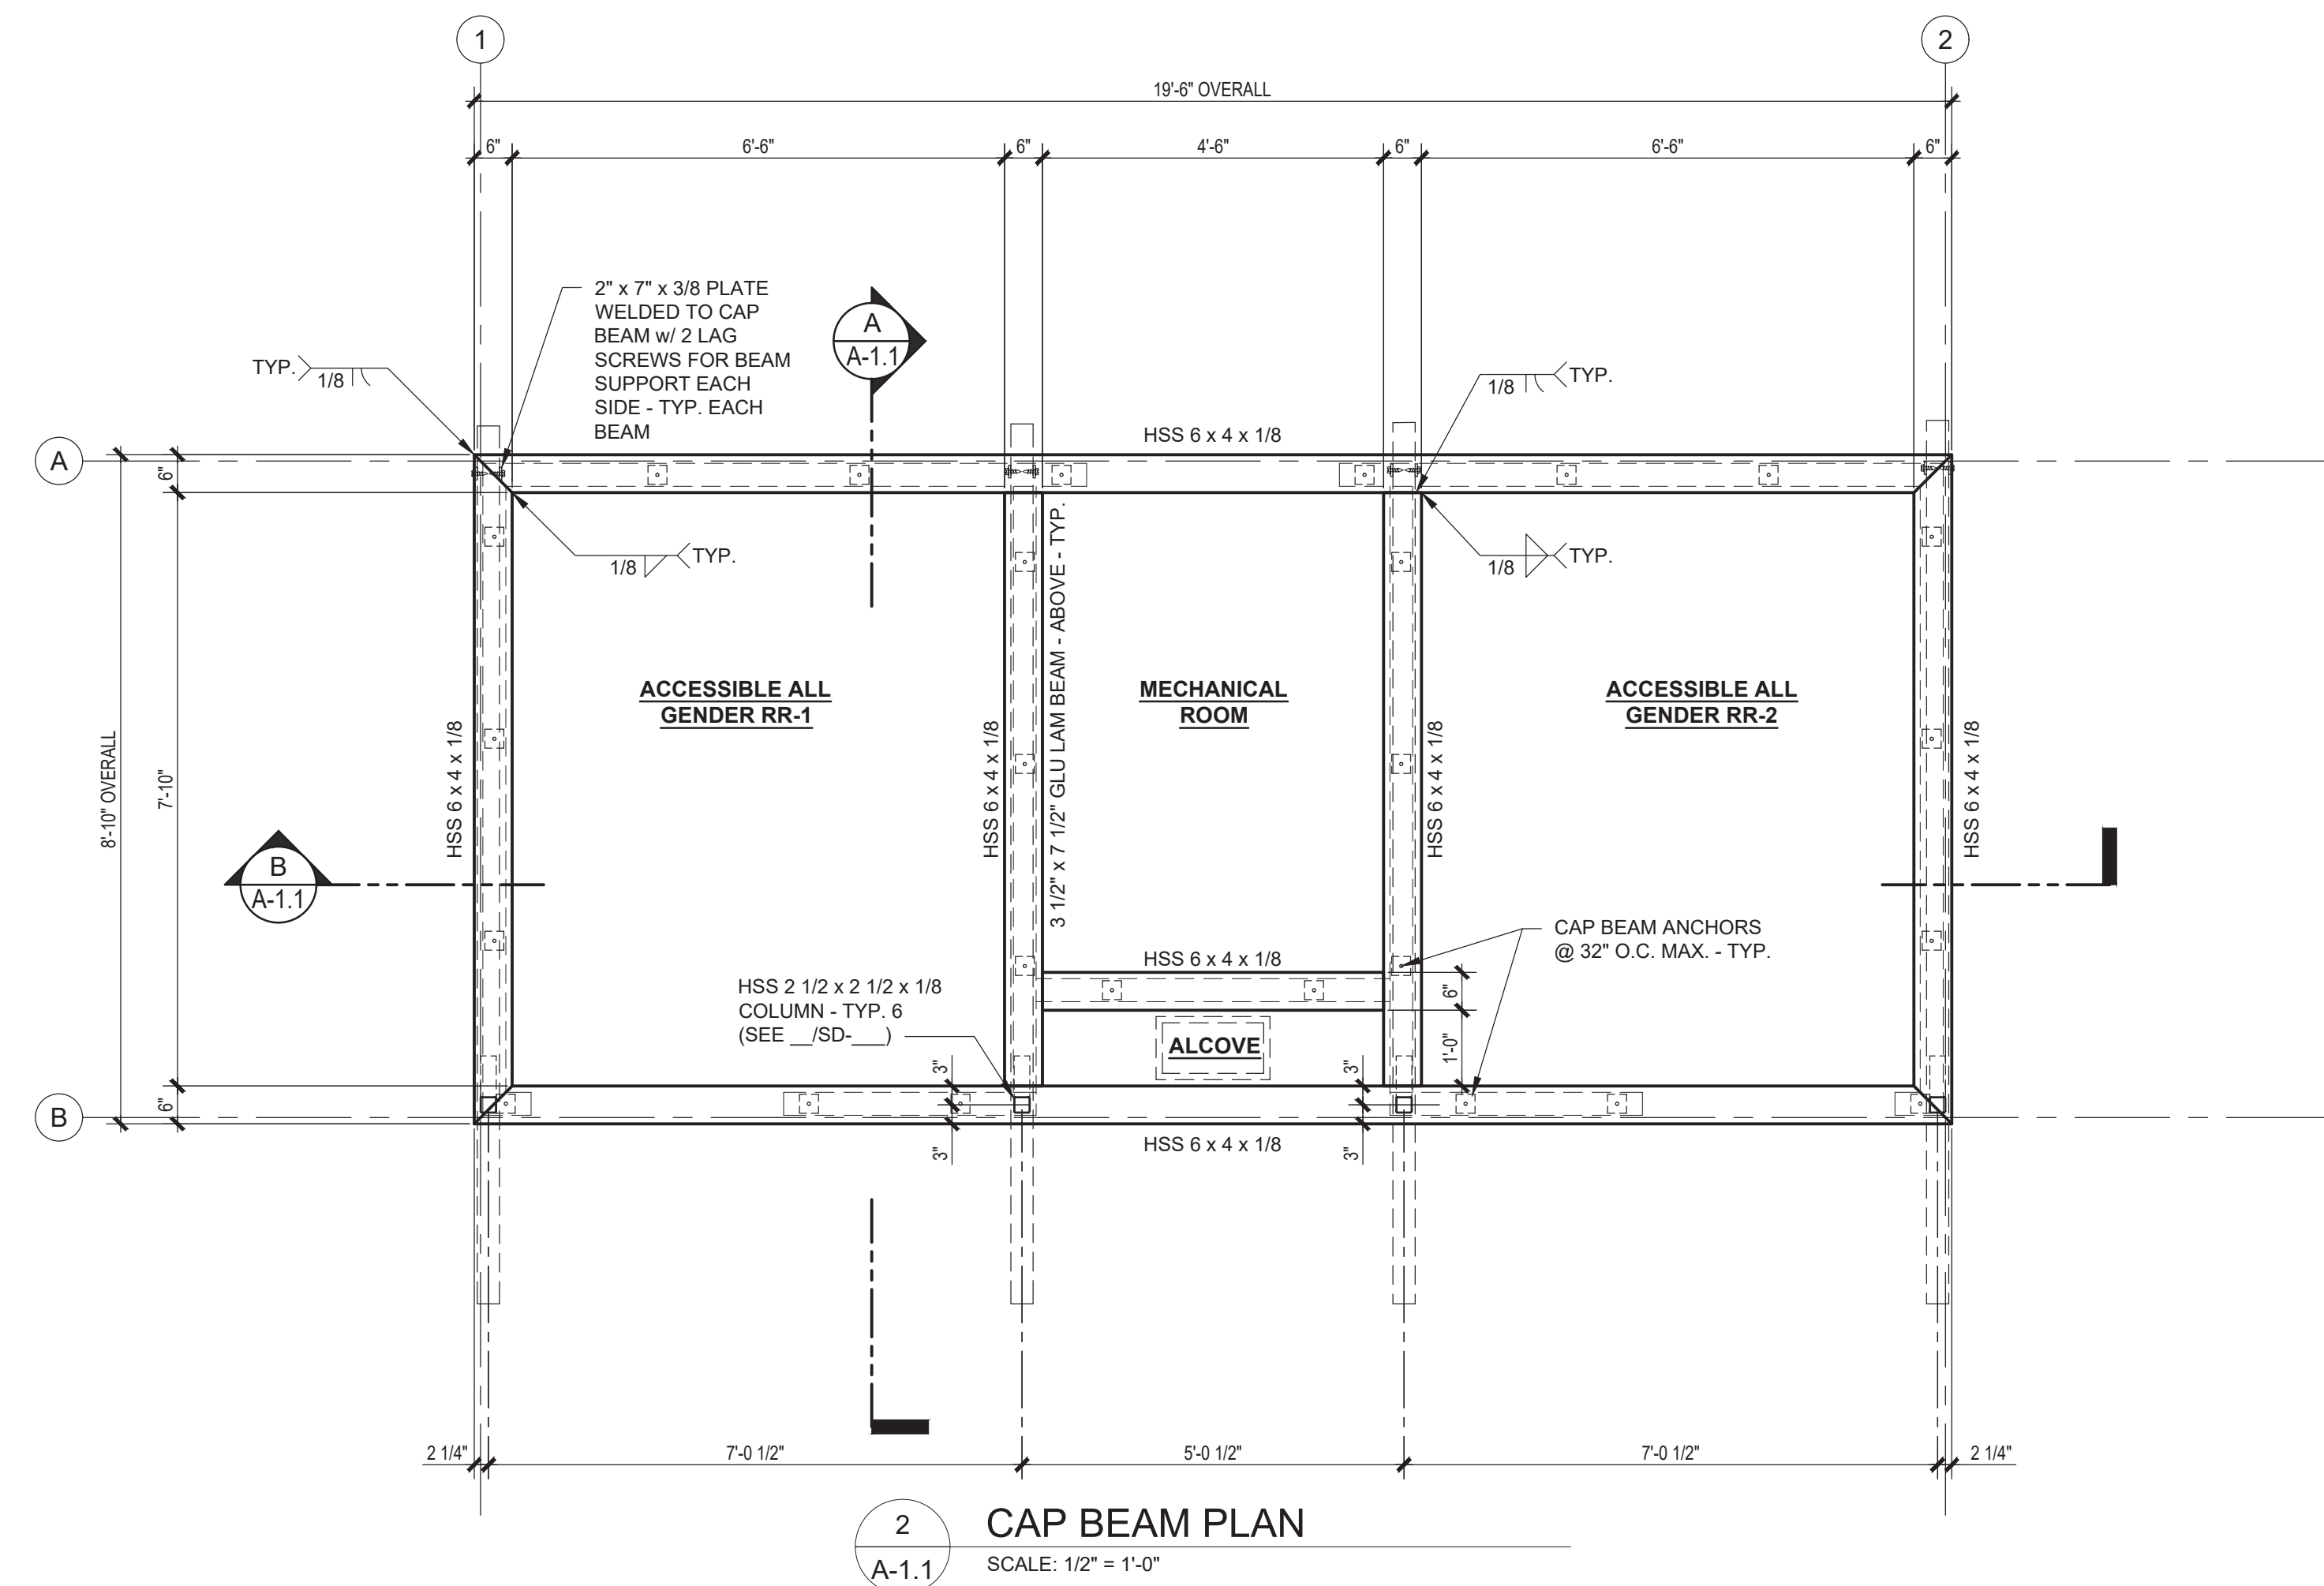 1
2
19'-6" OVERALL
6"
6'-6"
6"
4'-6"
6"
6'-6"
6"
2" x 7" x 3/8 PLATE
WELDED TO CAP
BEAM w/ 2 LAG
SCREWS FOR BEAM
SUPPORT EACH
SIDE - TYP. EACH
BEAM
A
A-1.1
TYP.
1/8
1/8
TYP.
HSS 6 x 4 x 1/8
A
6"
1/8
TYP.
1/8
TYP.
3 1/2" x 7 1/2" GLU LAM BEAM - ABOVE - TYP.
ACCESSIBLE ALL
GENDER RR-1
MECHANICAL
ROOM
ACCESSIBLE ALL
GENDER RR-2
8'-10" OVERALL
7'-10"
HSS 6 x 4 x 1/8
HSS 6 x 4 x 1/8
HSS 6 x 4 x 1/8
HSS 6 x 4 x 1/8
B
A-1.1
CAP BEAM ANCHORS
@ 32" O.C. MAX. - TYP.
HSS 6 x 4 x 1/8
HSS 2 1/2 x 2 1/2 x 1/8
COLUMN - TYP. 6
(SEE __/SD-___)
6"
1'-0"
ALCOVE
3"
3"
B
6"
3"
3"
HSS 6 x 4 x 1/8
2 1/4"
7'-0 1/2"
5'-0 1/2"
7'-0 1/2"
2 1/4"
2
A-1.1
CAP BEAM PLAN
SCALE: 1/2" = 1'-0"